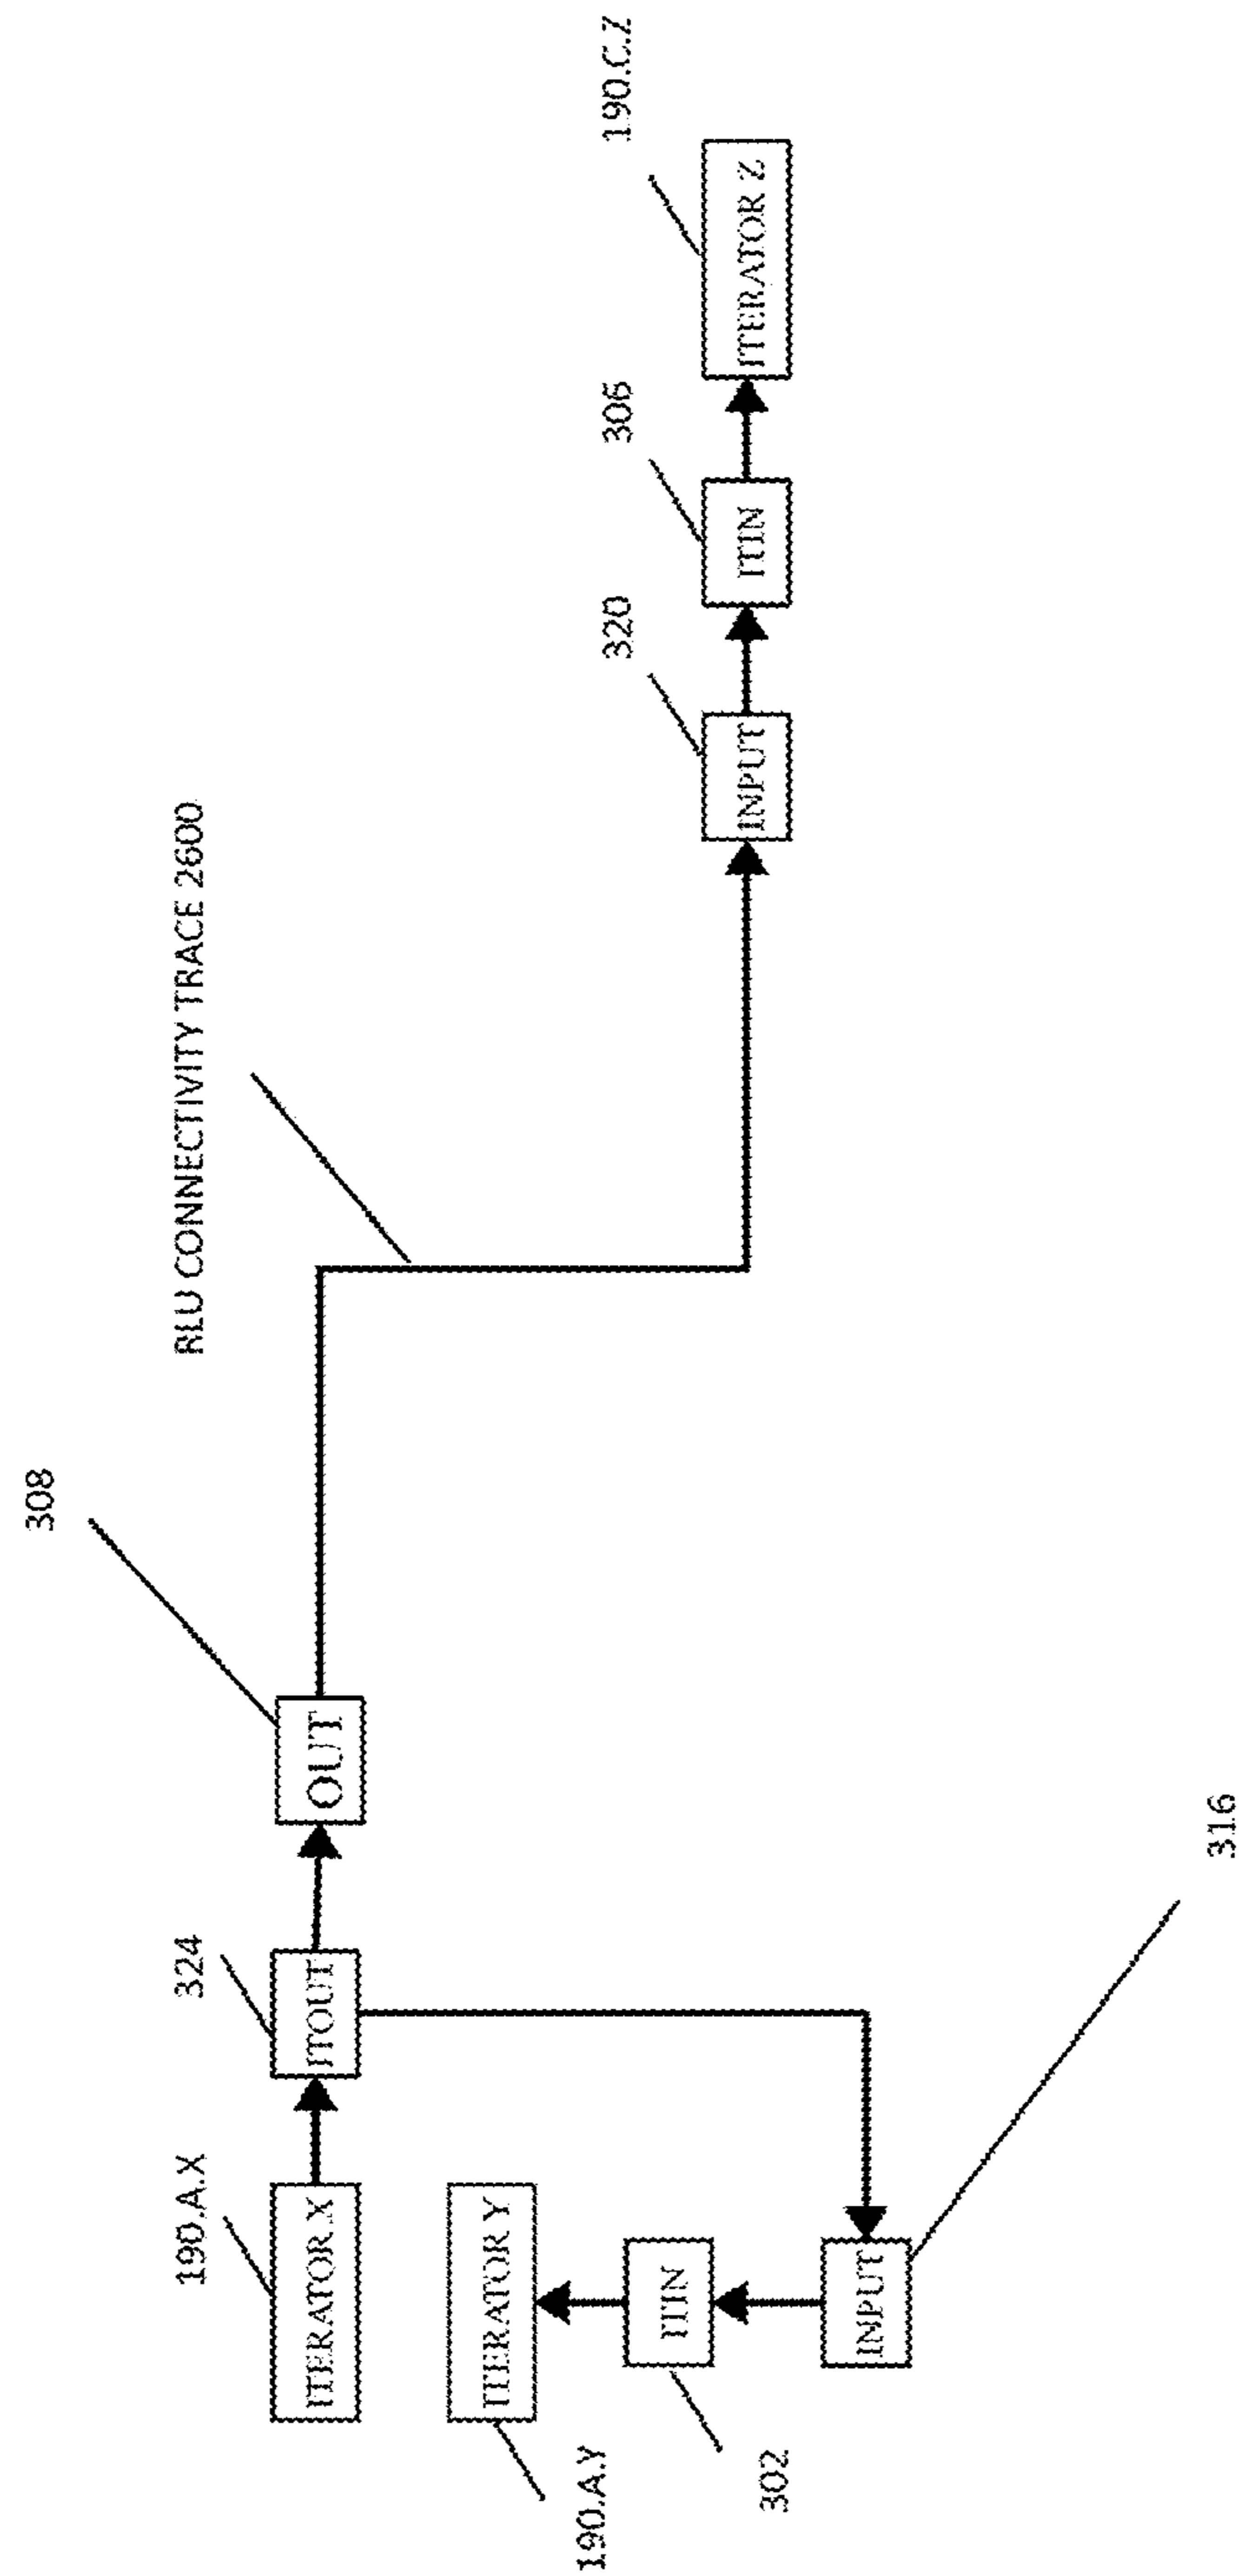 308
RLU CONNECTIVITY TRACE 2600
190.A.X
324
ITERATOR X
ITOUT
OUT
190.C.Z
320
306
INPUT
ITIN
ITERATOR Z
ITERATOR Y
190.A.Y
ITIN
302
INPUT
316